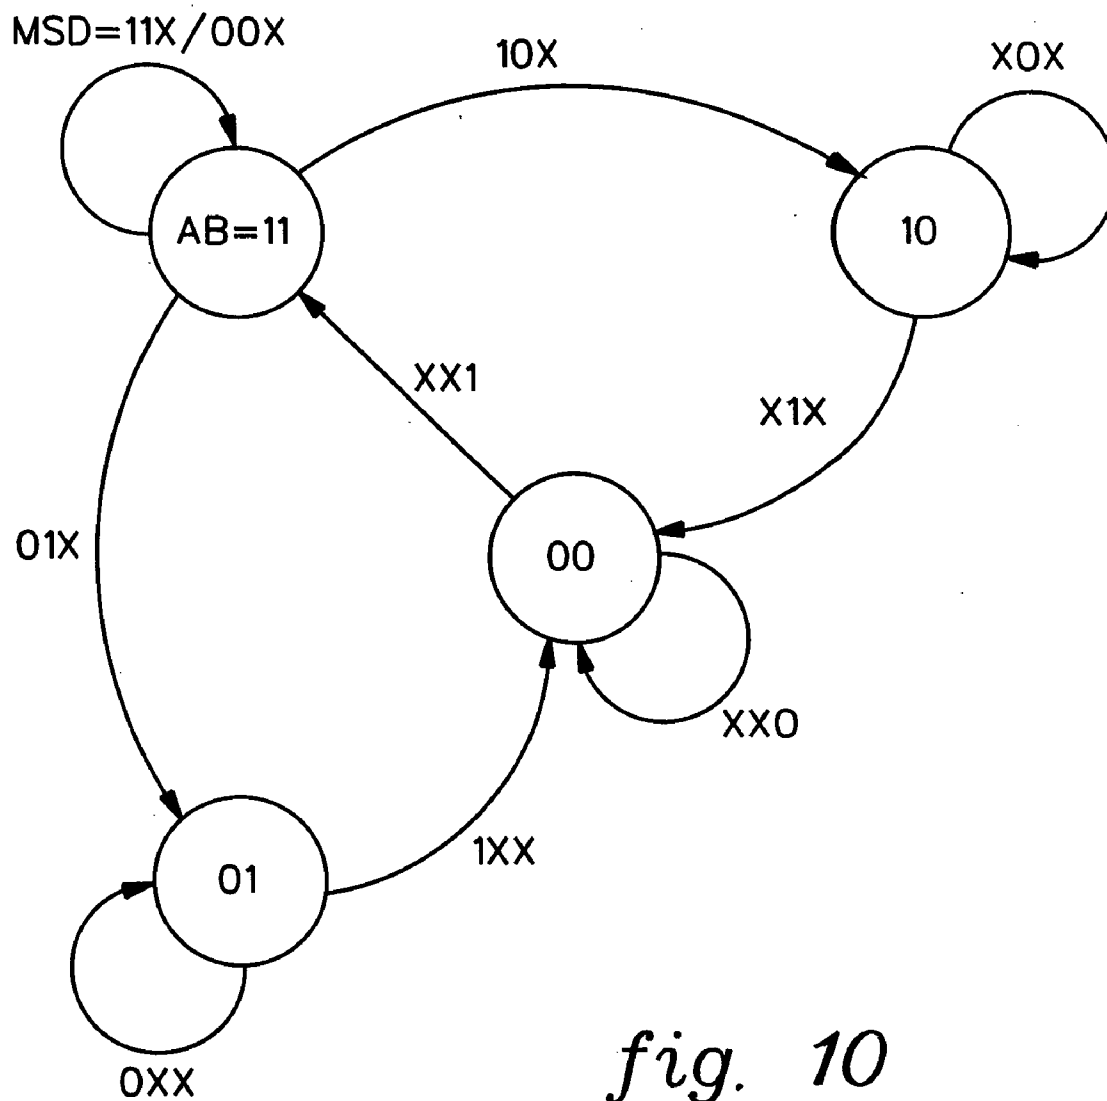 MSD=11X/00X
10X
X0X
AB=11
10
XX1
X1X
01X
00
XX0
1XX
01
0XX
fig. 10